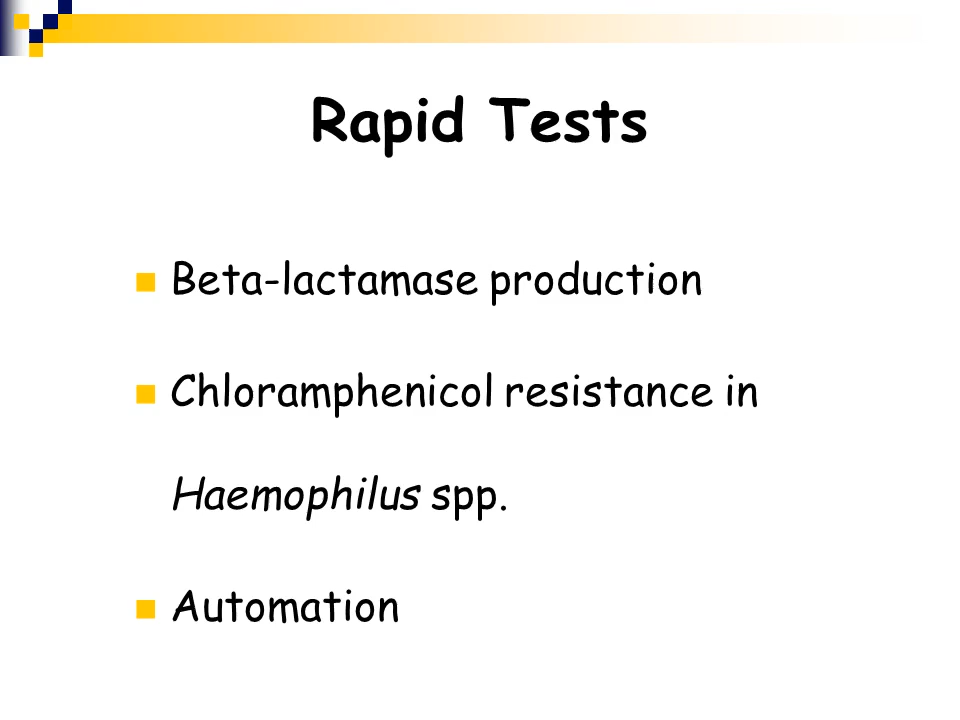 Rapid Tests
Beta-lactamase production
Chloramphenicol resistance in
Haemophilus spp.
Automation